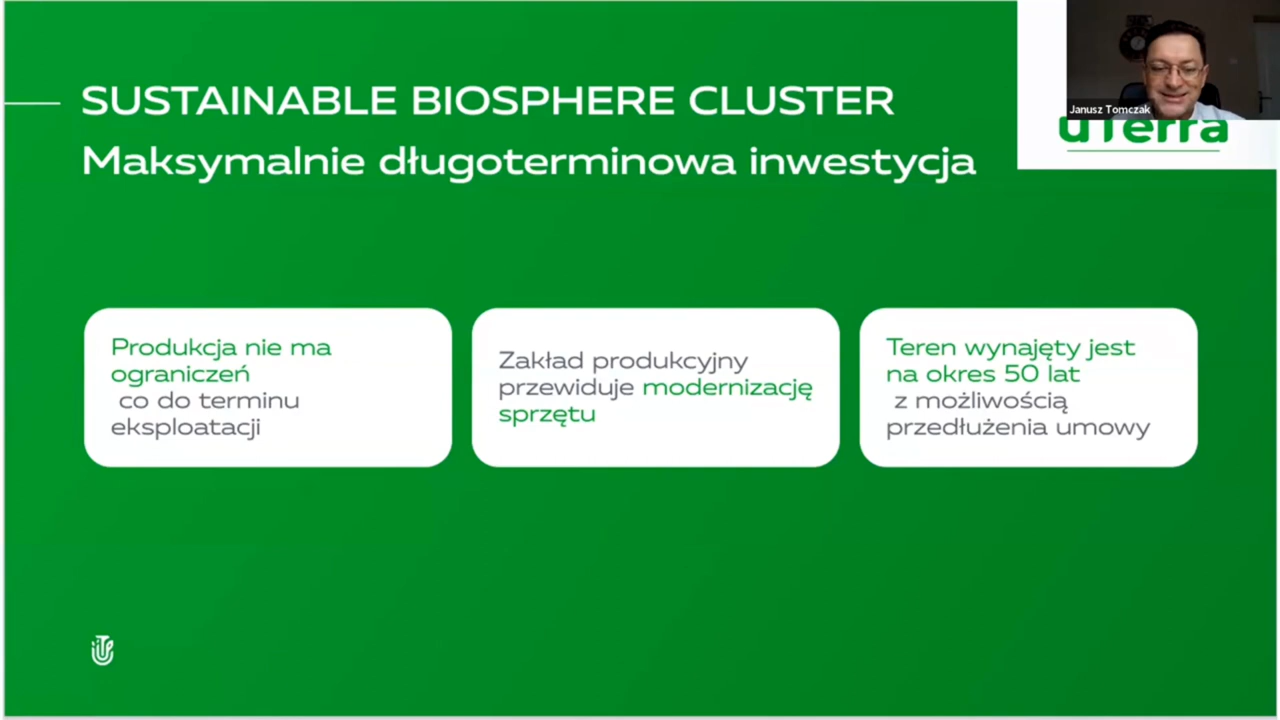 SUSTAINABLE BIOSPHERE CLUSTER
Maksymalnie długoterminowa inwestycja
Janusz Tomczak
uTerra
Produkcja nie ma
ograniczeń
co do terminu
eksploatacji
Zakład produkcyjny
przewiduje modernizację
sprzętu
Teren wynajęty jest
na okres 50 lat
z możliwością
przedłużenia umowy